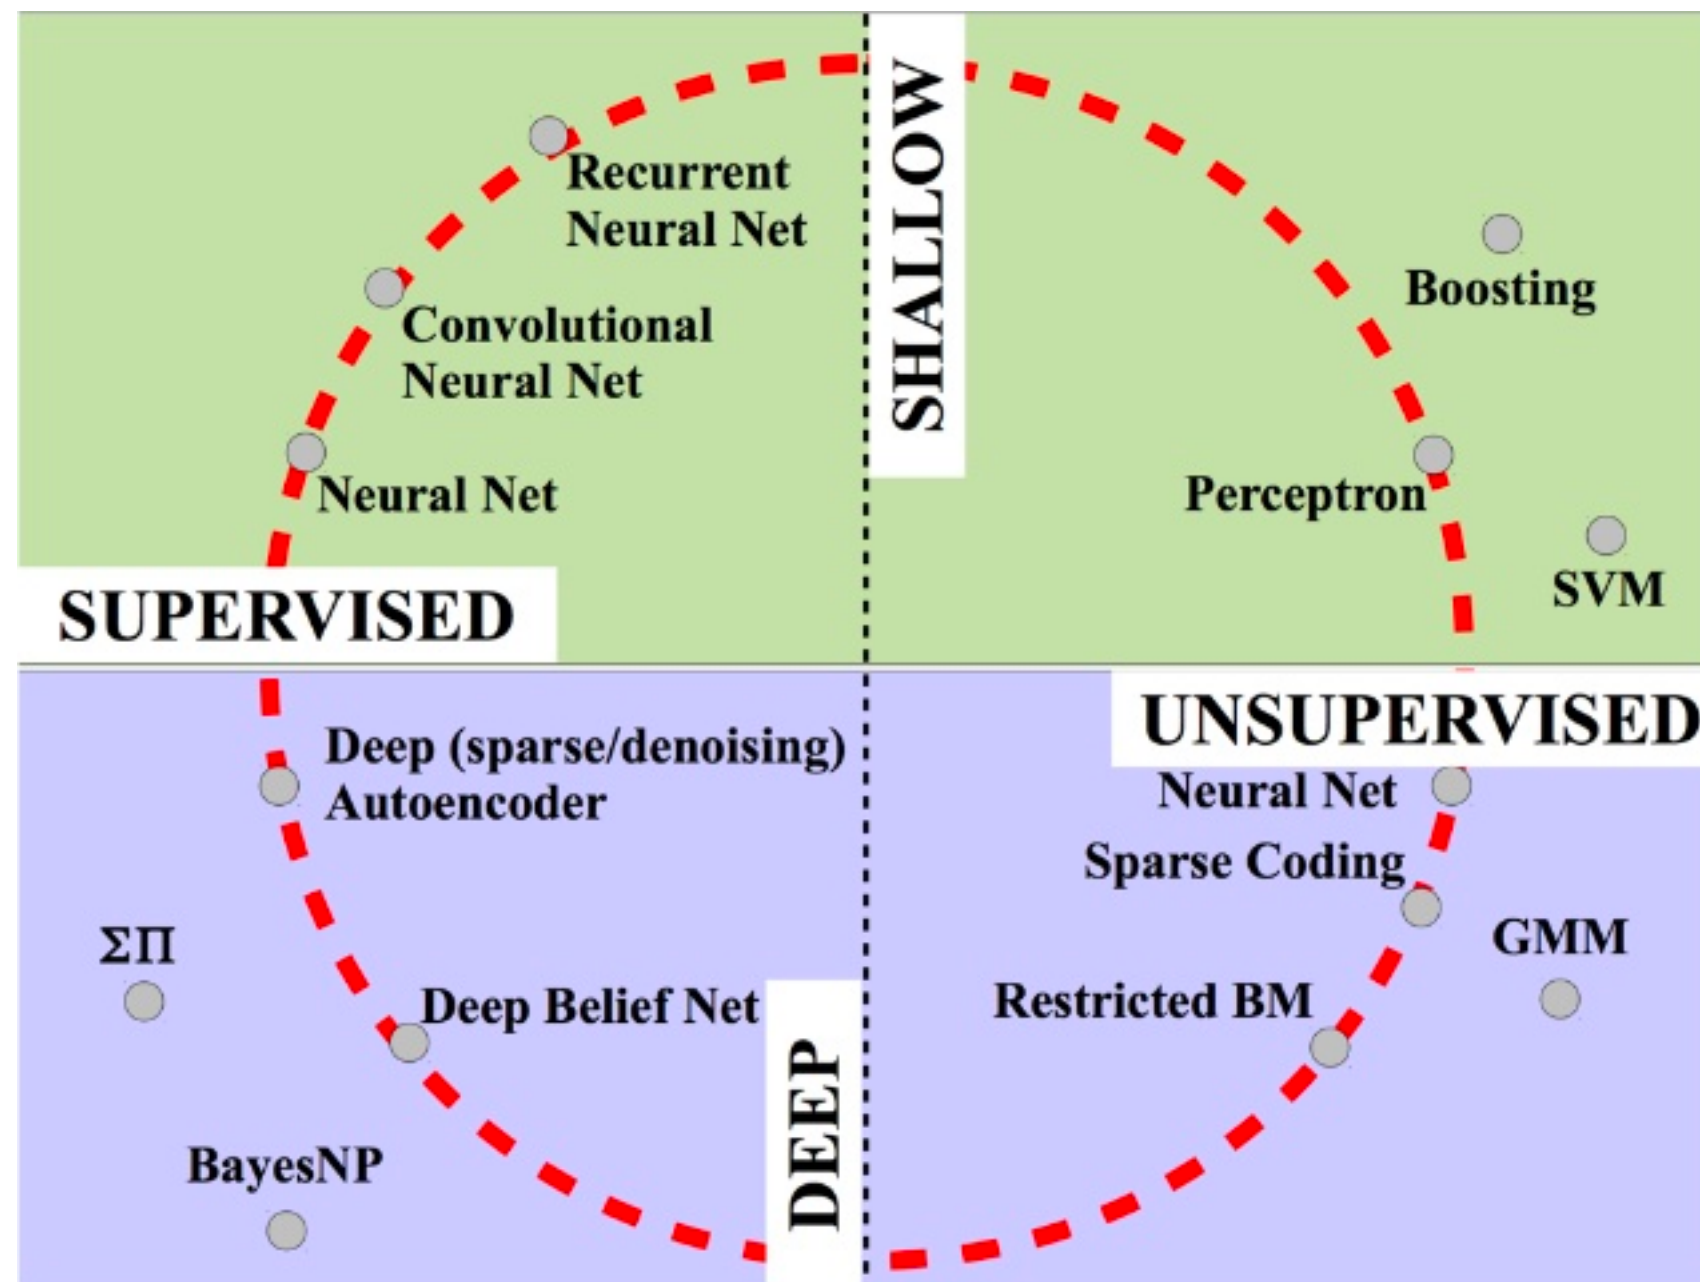 SHALLOW
Recurrent
Neural Net
Boosting
Convolutional
Neural Net
Neural Net
Perceptron
SVM
SUPERVISED
UNSUPERVISED
Deep (sparse/denoising)
Autoencoder
Neural Net
Sparse Coding
ΣΠ
GMM
Deep Belief Net
Restricted BM
DEEP
BayesNP